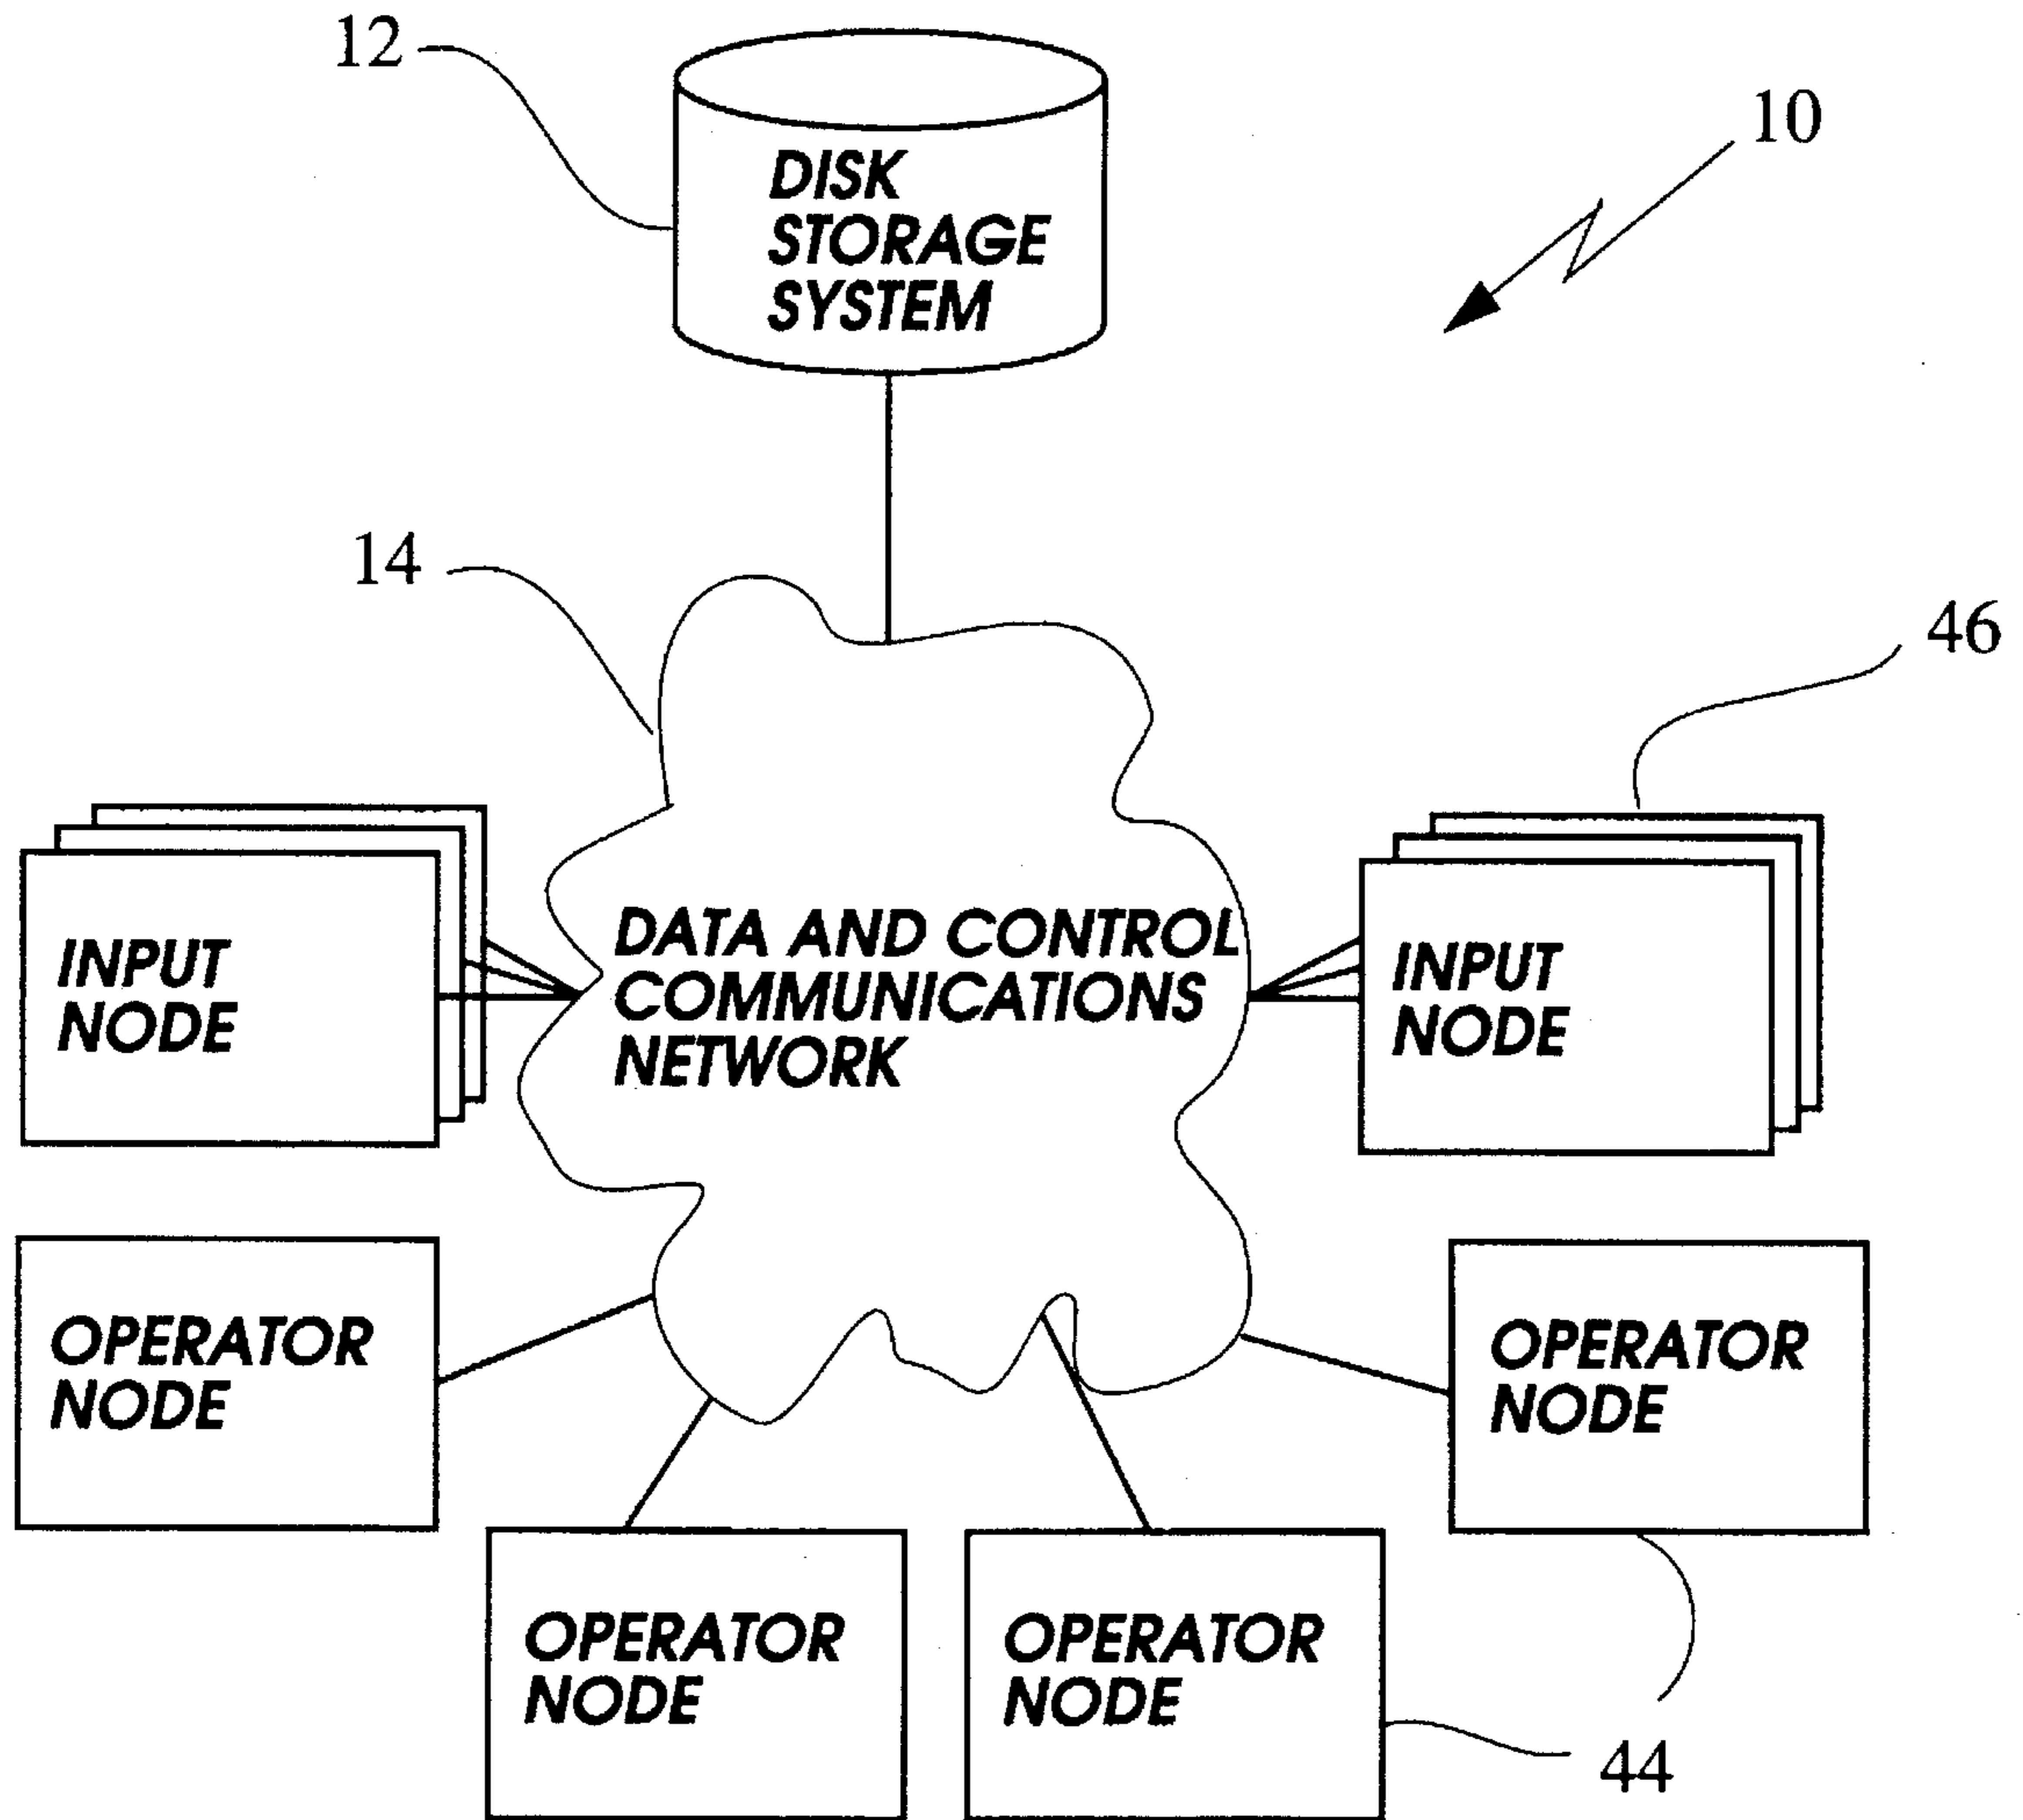 12
10
DISK
STORAGE
SYSTEM
14
46
INPUT
NODE
DATA AND CONTROL
COMMUNICATIONS
NETWORK
INPUT
NODE
OPERATOR
NODE
OPERATOR
NODE
OPERATOR
NODE
OPERATOR
NODE
44